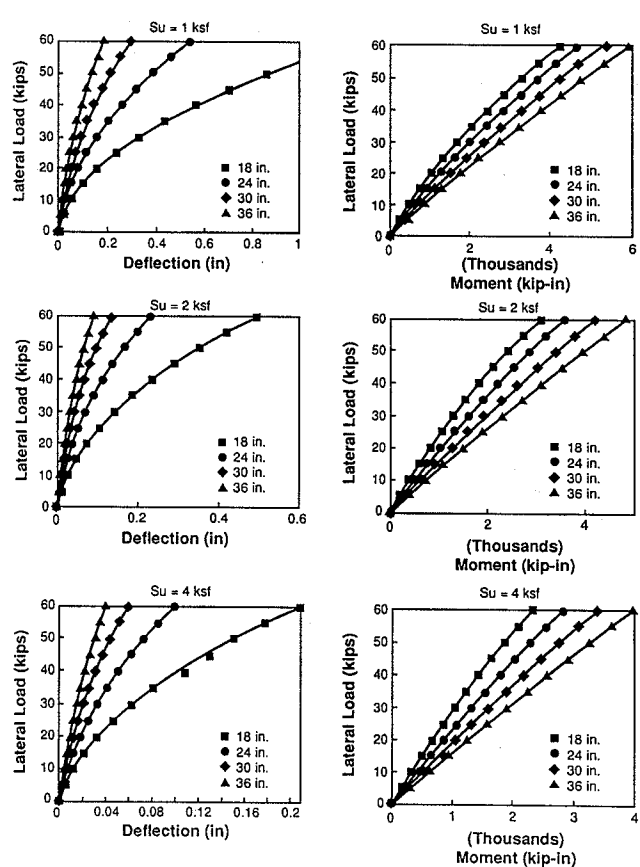 Su = 1 ksf
60
50
40
30
20
10
0
Lateral Load (kips)
18 in.
24 in.
30 in.
36 in.
0
0.2
0.4
0.6
0.8
1
Deflection (in)
Su = 1 ksf
60
50
40
30
20
10
0
Lateral Load (kips)
18 in.
24 in.
30 in.
36 in.
0
2
4
6
(Thousands)
Moment (kip-in)
Su = 2 ksf
60
50
40
30
20
10
0
Lateral Load (kips)
18 in.
24 in.
30 in.
36 in.
0
0.2
0.4
0.6
Deflection (in)
Su = 2 ksf
60
50
40
30
20
10
0
Lateral Load (kips)
18 in.
24 in.
30 in.
36 in.
0
2
4
(Thousands)
Moment (kip-in)
Su = 4 ksf
60
50
40
30
20
10
0
Lateral Load (kips)
18 in.
24 in.
30 in.
36 in.
0
0.04
0.08
0.12
0.16
0.2
Deflection (in)
Su = 4 ksf
60
50
40
30
20
10
0
Lateral Load (kips)
18 in.
24 in.
30 in.
36 in.
0
1
2
3
4
(Thousands)
Moment (kip-in)